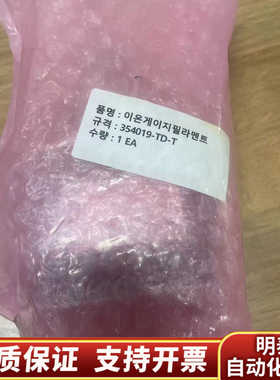 품명 : 이온게이지필라멘트
규격 : 354019-TD-T
수량 : 1 EA
质保证 支持开票
明
自动化